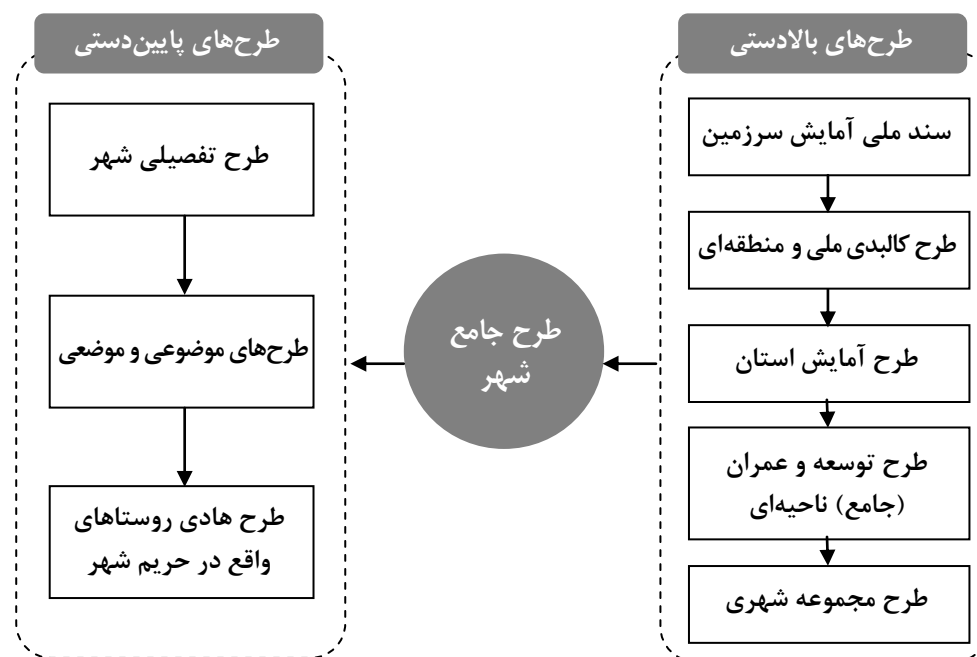 طرح‌های بالادستی
سند ملی آمایش سرزمین
طرح کالبدی ملی و منطقه‌ای
طرح آمایش استان
طرح توسعه و عمران
(جامع) ناحیه‌ای
طرح مجموعه شهری
طرح جامع
شهر
طرح‌های پایین‌دستی
طرح تفصیلی شهر
طرح‌های موضوعی و موضعی
طرح هادی روستاهای
واقع در حریم شهر